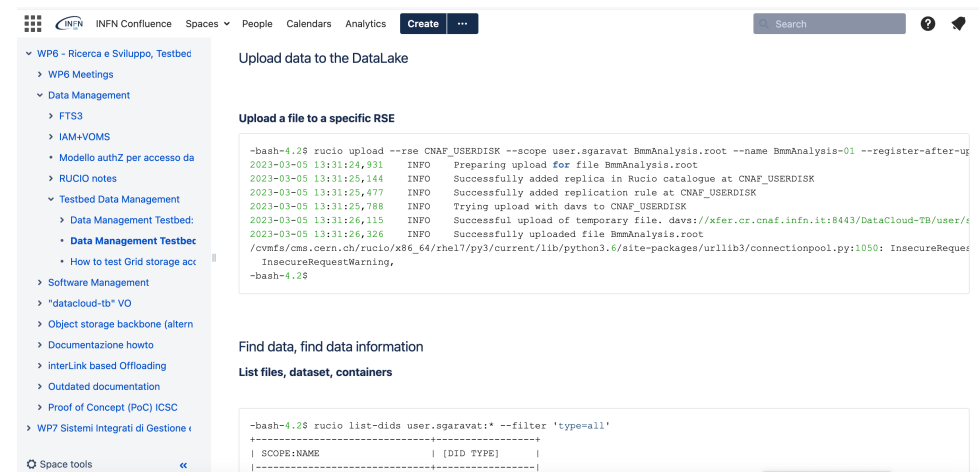 INFN
INFN Confluence Spaces People Calendars Analytics Create ... Search ?
WP6 - Ricerca e Sviluppo, Testbed
WP6 Meetings
Data Management
FTS3
IAM+VOMS
Modello authZ per accesso da
RUCIO notes
Testbed Data Management
Data Management Testbed:
Data Management Testbec
How to test Grid storage acc
Software Management
"datacloud-tb" VO
Object storage backbone (altern
Documentazione howto
interLink based Offloading
Outdated documentation
Proof of Concept (PoC) ICSC
WP7 Sistemi Integrati di Gestione e
Space tools «
Upload data to the DataLake
Upload a file to a specific RSE
-bash-4.2$ rucio upload --rse CNAF_USERDISK --scope user.sgaravat BmmAnalysis.root --name BmmAnalysis-01 --register-after-up
2023-03-05 13:31:24,931 INFO Preparing upload for file BmmAnalysis.root
2023-03-05 13:31:25,144 INFO Successfully added replica in Rucio catalogue at CNAF_USERDISK
2023-03-05 13:31:25,477 INFO Successfully added replication rule at CNAF_USERDISK
2023-03-05 13:31:25,788 INFO Trying upload with davs to CNAF_USERDISK
2023-03-05 13:31:26,115 INFO Successful upload of temporary file. davs://xfer.cr.cnaf.infn.it:8443/DataCloud-TB/user/s
2023-03-05 13:31:26,326 INFO Successfully uploaded file BmmAnalysis.root
/cvmfs/cms.cern.ch/rucio/x86_64/rhel7/py3/current/lib/python3.6/site-packages/urllib3/connectionpool.py:1050: InsecureReques
InsecureRequestWarning,
-bash-4.2$
Find data, find data information
List files, dataset, containers
-bash-4.2$ rucio list-dids user.sgaravat:* --filter 'type=all'
+------------------------------+-----------------+
| SCOPE:NAME | [DID TYPE] |
|------------------------------+-----------------|